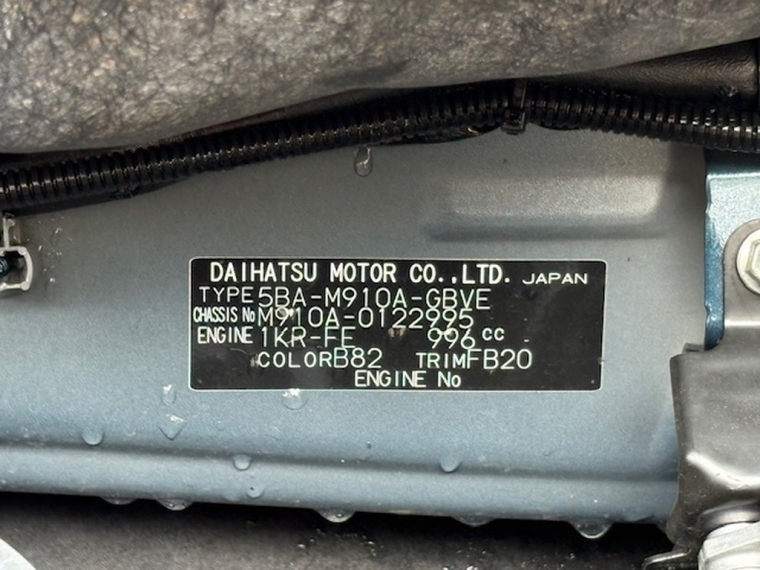 DAIHATSU MOTOR CO.,LTD. JAPAN
TYPE 5BA-M910A-GBVE
CHASSIS No M910A-0122995
ENGINE 1KR-FE 996 cc
COLOR B82 TRIM FB20
ENGINE No